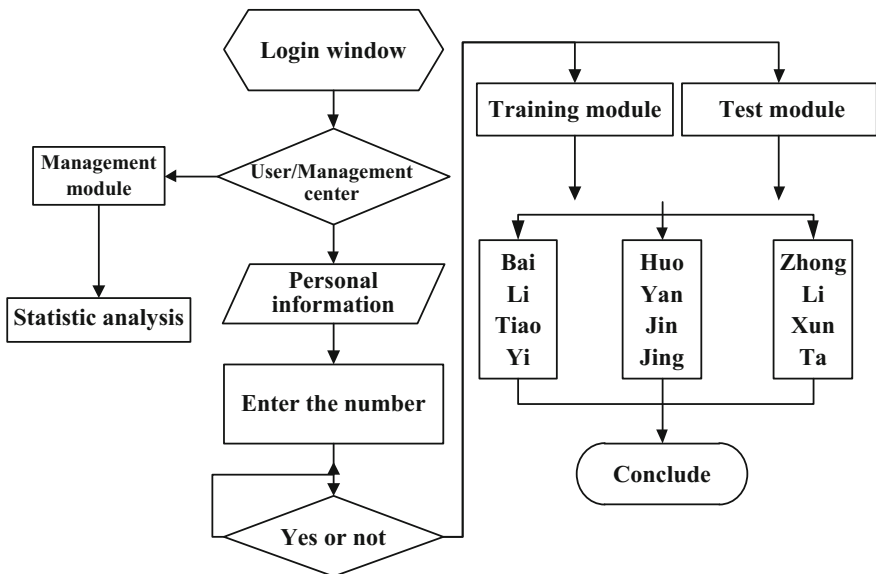 Login window
User/Management
center
Management
module
Statistic analysis
Personal
information
Enter the number
Yes or not
Training module
Test module
Bai
Li
Tiao
Yi
Huo
Yan
Jin
Jing
Zhong
Li
Xun
Ta
Conclude